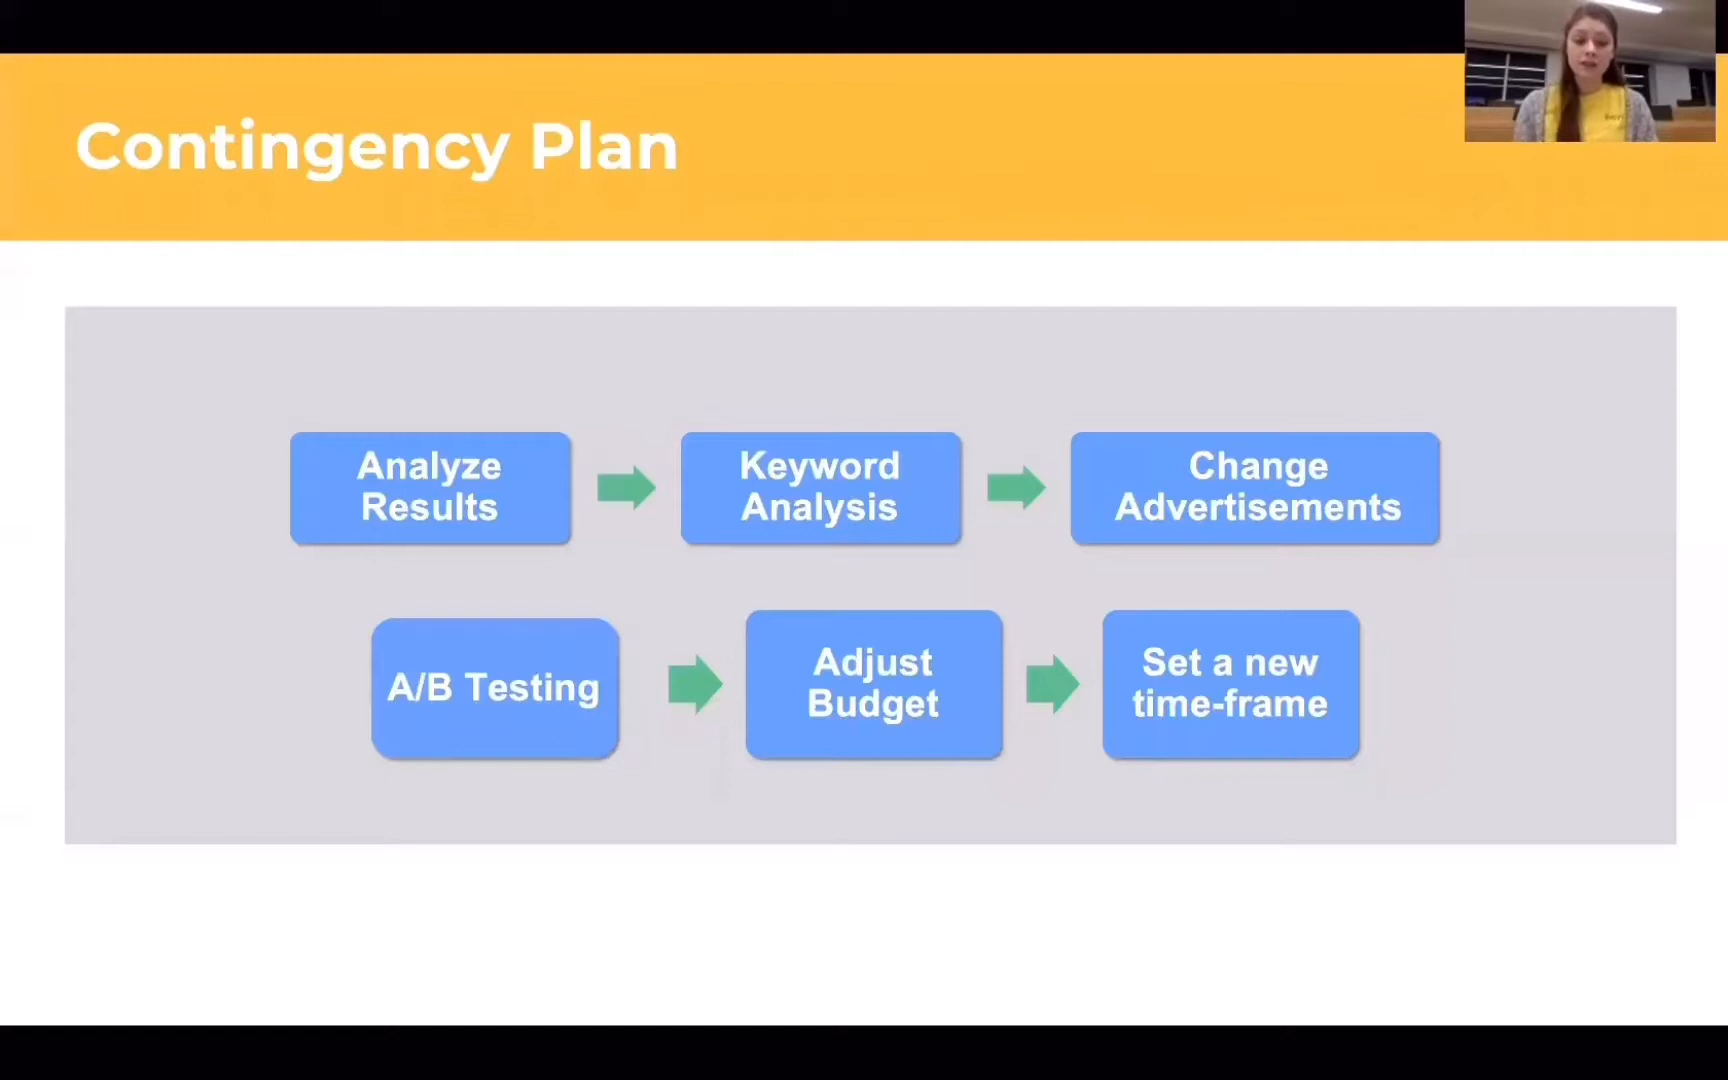 Contingency Plan
Analyze
Results
Keyword
Analysis
Change
Advertisements
A/B Testing
Adjust
Budget
Set a new
time-frame